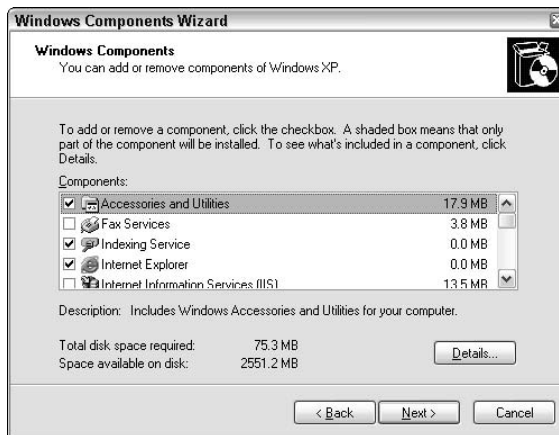 Windows Components Wizard
Windows Components
You can add or remove components of Windows XP.
To add or remove a component, click the checkbox. A shaded box means that only
part of the component will be installed. To see what's included in a component, click
Details.
Components:
Accessories and Utilities 17.9 MB
Fax Services 3.8 MB
Indexing Service 0.0 MB
Internet Explorer 0.0 MB
Internet Information Services (IIS) 13.5 MB
Description: Includes Windows Accessories and Utilities for your computer.
Total disk space required: 75.3 MB
Space available on disk: 2551.2 MB
Details...
< Back Next > Cancel